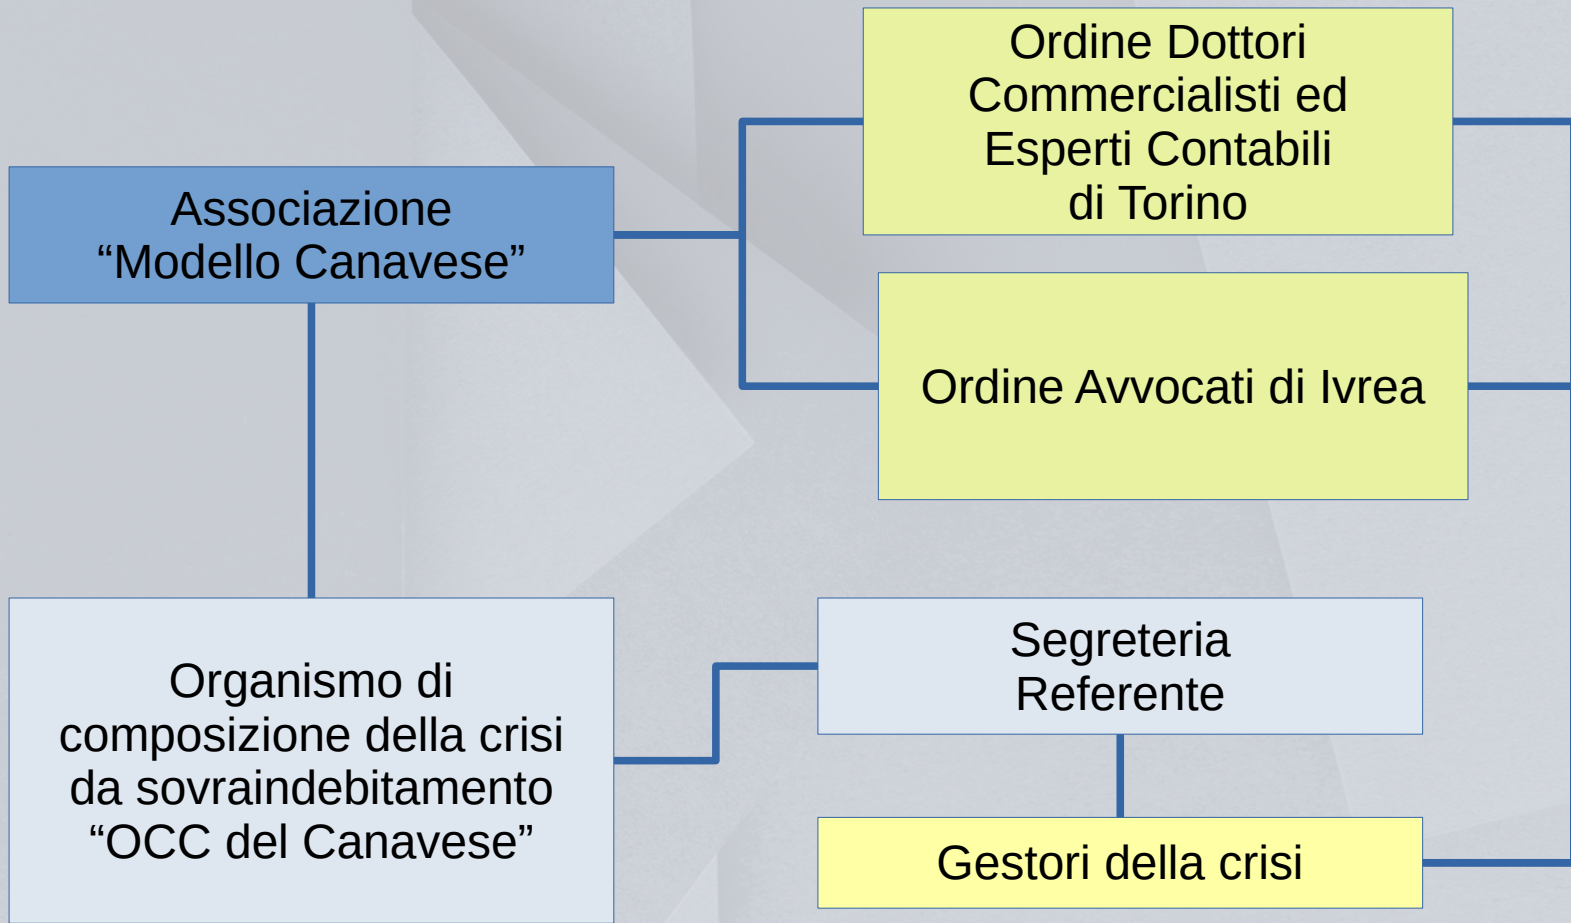 Ordine Dottori
Commercialisti ed
Esperti Contabili
di Torino
Associazione
“Modello Canavese”
Ordine Avvocati di Ivrea
Organismo di
composizione della crisi
da sovraindebitamento
“OCC del Canavese”
Segreteria
Referente
Gestori della crisi